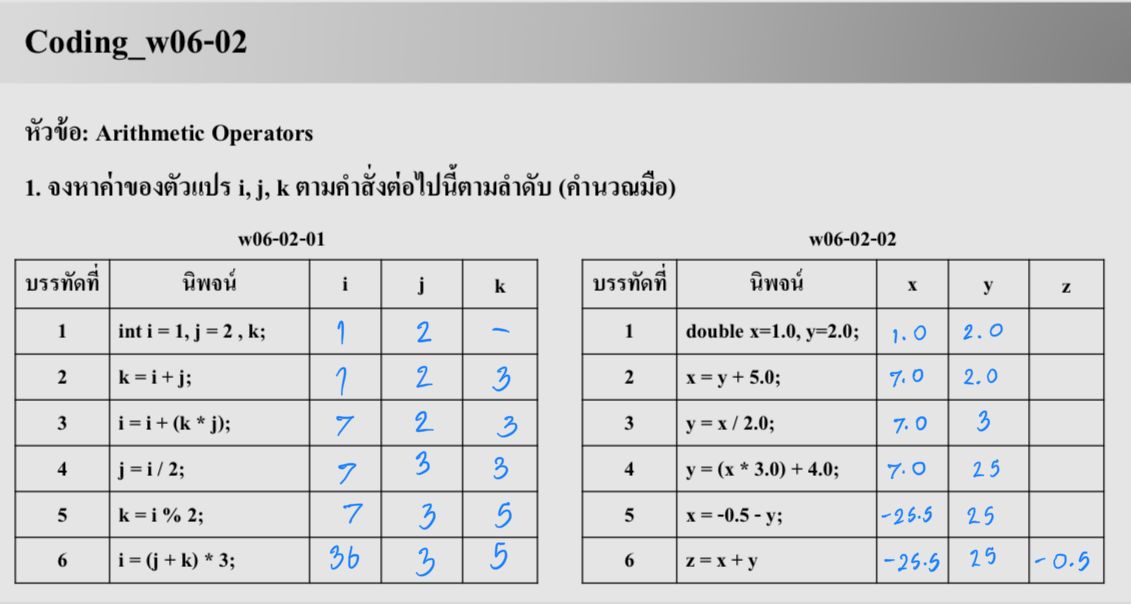 Coding_w06-02
หัวข้อ: Arithmetic Operators
1. จงหาค่าของตัวแปร i, j, k ตามคำสั่งต่อไปนี้ตามลำดับ (คำนวณมือ)
w06-02-01
บรรทัดที่ นิพจน์ i j k
1 int i = 1, j = 2 , k; 1 2 -
2 k = i + j; 1 2 3
3 i = i + (k * j); 7 2 3
4 j = i / 2; 7 3 3
5 k = i % 2; 7 3 5
6 i = (j + k) * 3; 36 3 5
w06-02-02
บรรทัดที่ นิพจน์ x y z
1 double x=1.0, y=2.0; 1.0 2.0
2 x = y + 5.0; 7.0 2.0
3 y = x / 2.0; 7.0 3
4 y = (x * 3.0) + 4.0; 7.0 25
5 x = -0.5 - y; -25.5 25
6 z = x + y -25.5 25 -0.5